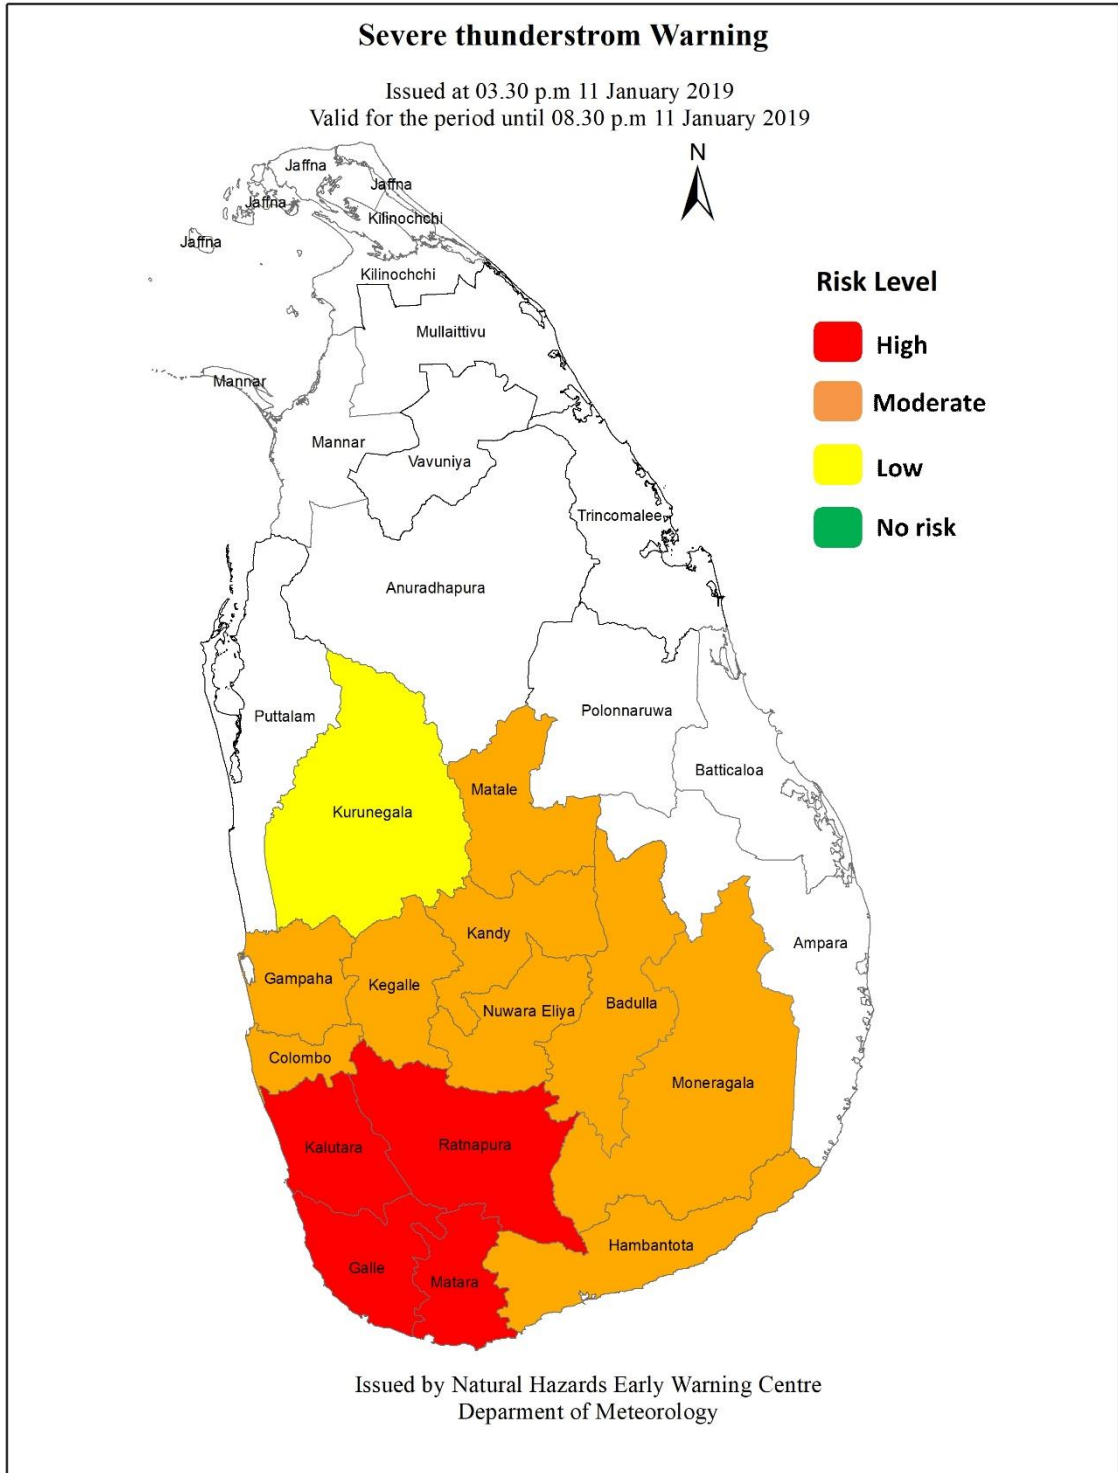 Severe thunderstrom Warning
Issued at 03.30 p.m 11 January 2019
Valid for the period until 08.30 p.m 11 January 2019
N
Jaffna
Jaffna
Jaffna
Kilinochchi
Jaffna
Kilinochchi
Risk Level
Mullaittivu
High
Mannar
Moderate
Mannar
Vavuniya
Low
Trincomalee
No risk
Anuradhapura
Puttalam
Polonnaruwa
Batticaloa
Matale
Kurunegala
Kandy
Ampara
Gampaha
Kegalle
Nuwara Eliya
Badulla
Colombo
Moneragala
Kalutara
Ratnapura
Hambantota
Galle
Matara
Issued by Natural Hazards Early Warning Centre
Deparment of Meteorology